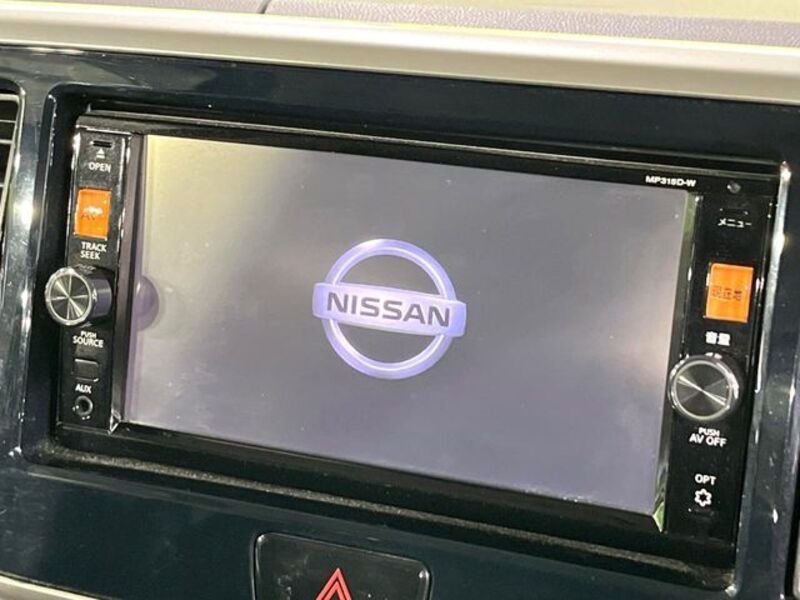 OPEN
AV
TRACK
SEEK
PUSH
SOURCE
AUX
NISSAN
MP315D-W
メニュー
現在地
音量
PUSH
AV OFF
OPT